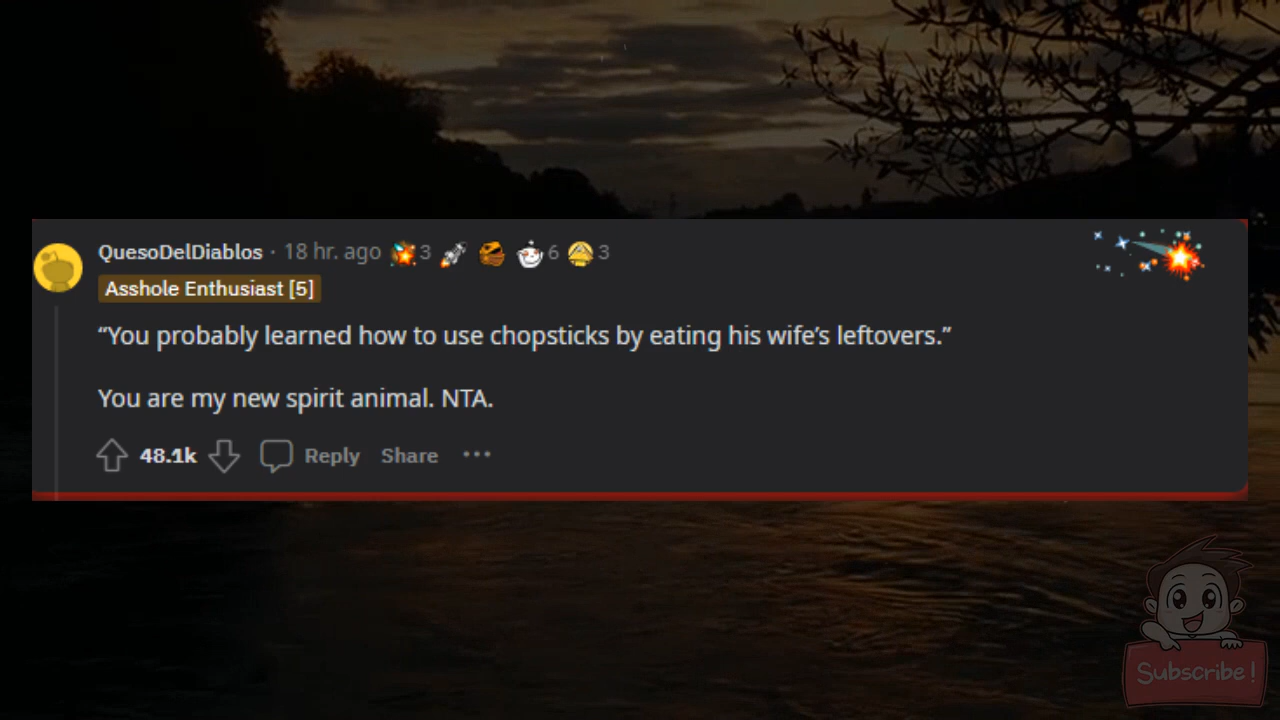 QuesoDelDiablos · 18 hr. ago 3 6 3
Asshole Enthusiast [5]
“You probably learned how to use chopsticks by eating his wife’s leftovers.”
You are my new spirit animal. NTA.
48.1k Reply Share ···
Subscribe!